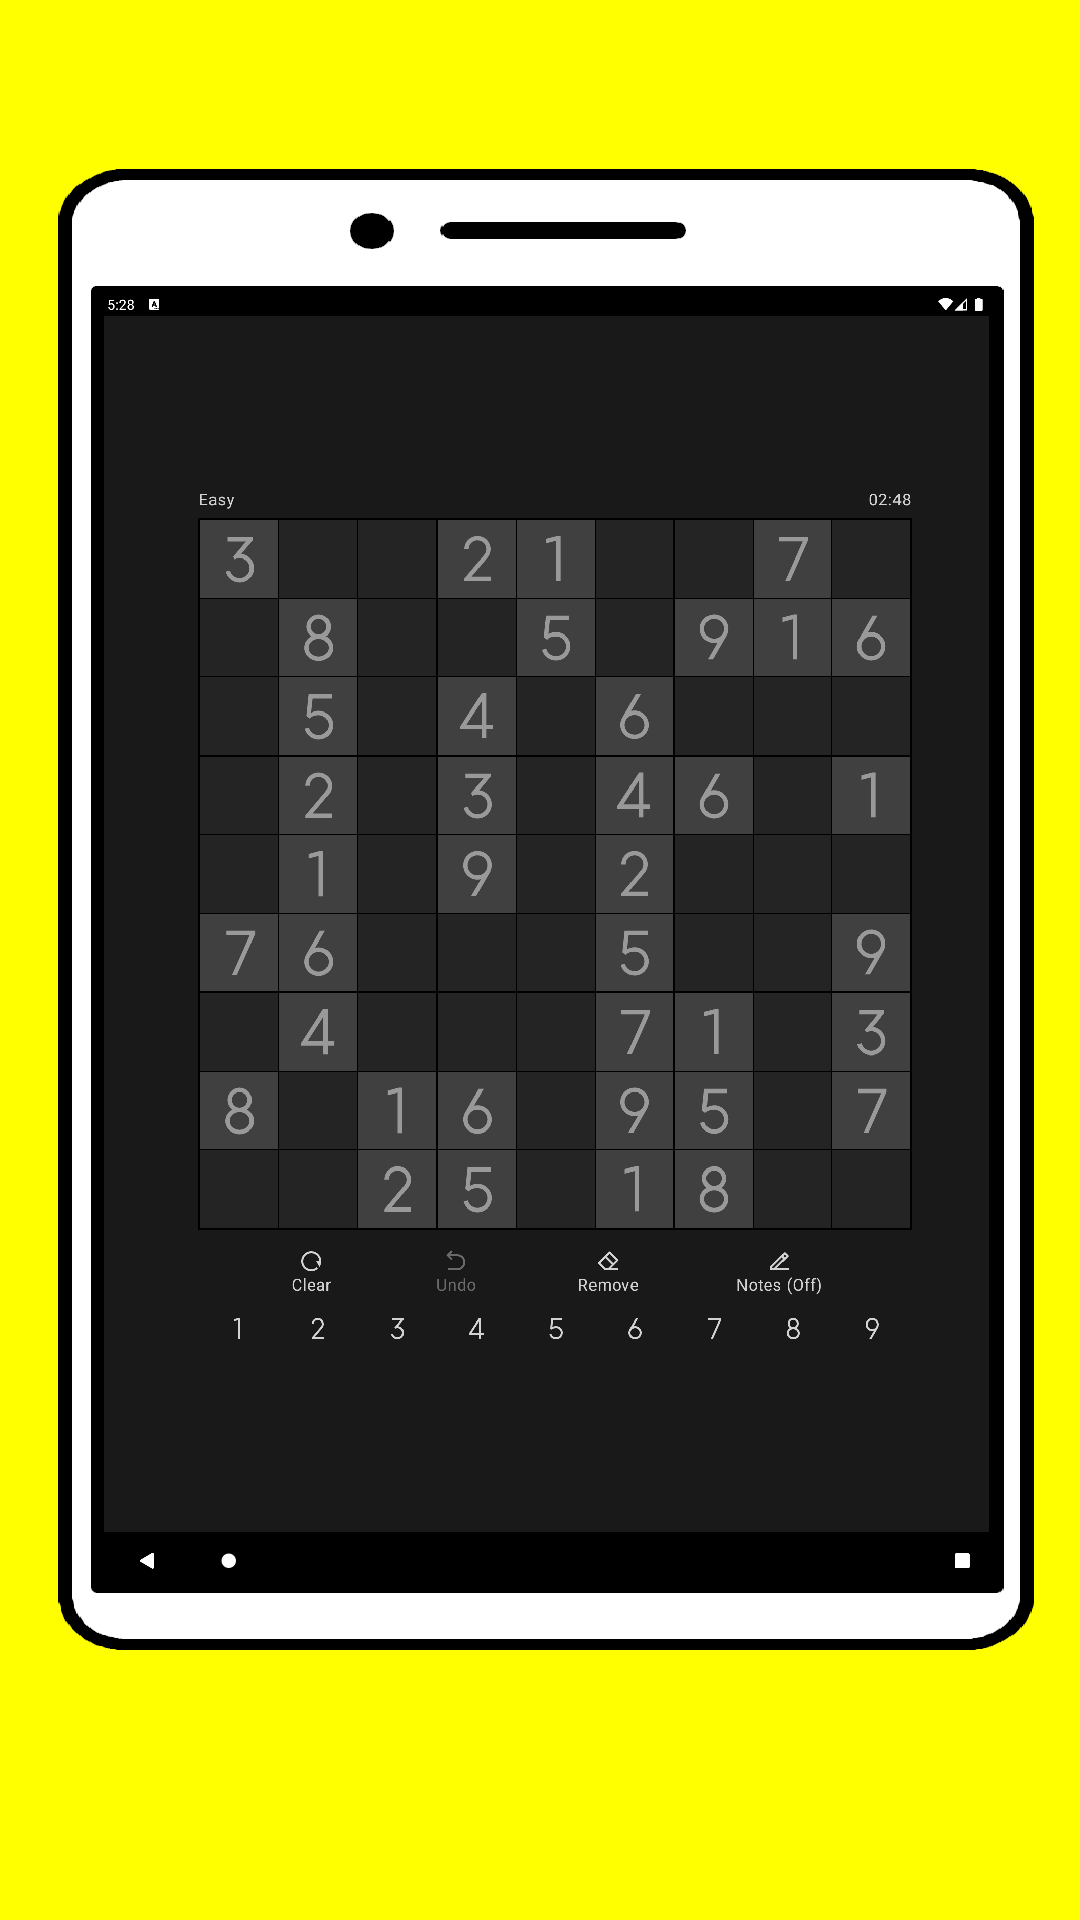 5:28
Easy 02:48
3 2 1 7
8 5 9 1 6
5 4 6
2 3 4 6 1
1 9 2
7 6 5 9
4 7 1 3
8 1 6 9 5 7
2 5 1 8
Clear Undo Remove Notes (Off)
1 2 3 4 5 6 7 8 9